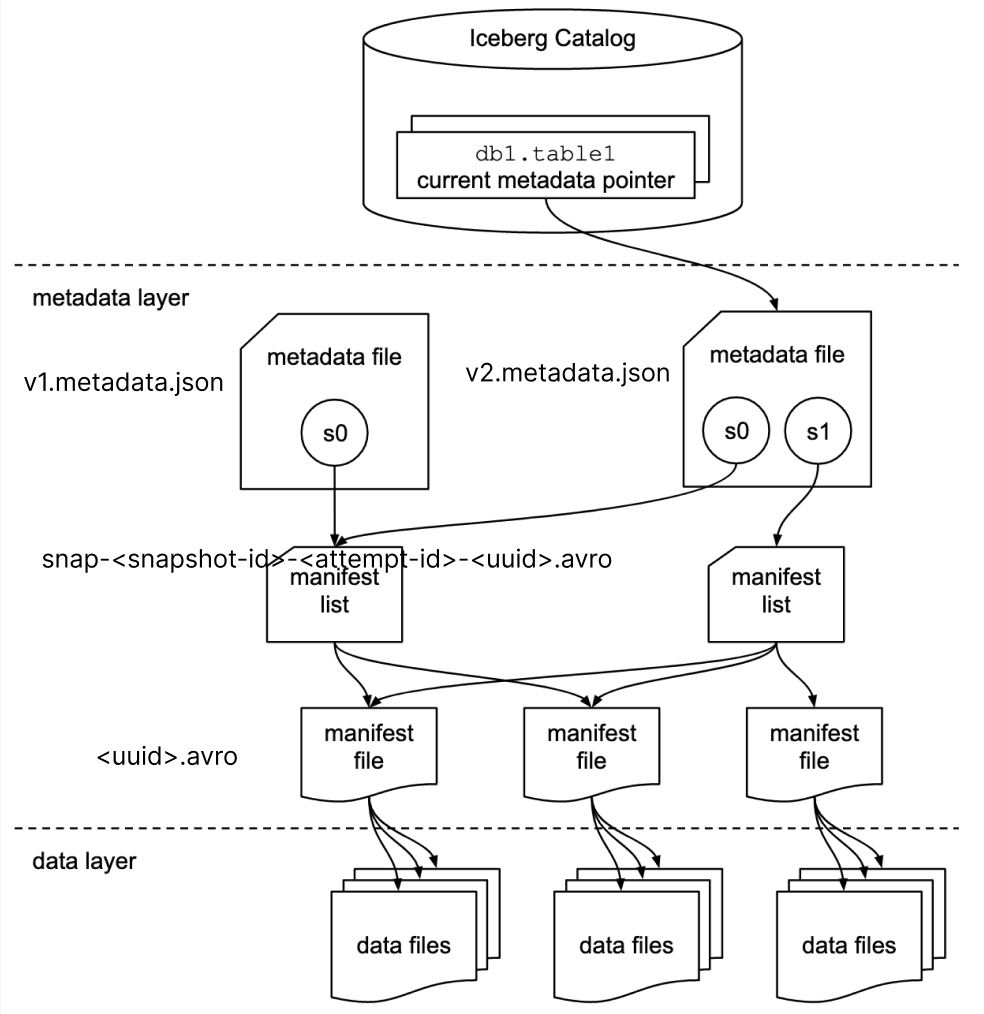 Iceberg Catalog
db1.table1
current metadata pointer
metadata layer
metadata file
v1.metadata.json
s0
metadata file
v2.metadata.json
s0
s1
snap-<snapshot-id>-<attempt-id>-<uuid>.avro
manifest
list
manifest
list
<uuid>.avro
manifest
file
manifest
file
manifest
file
data layer
data files
data files
data files